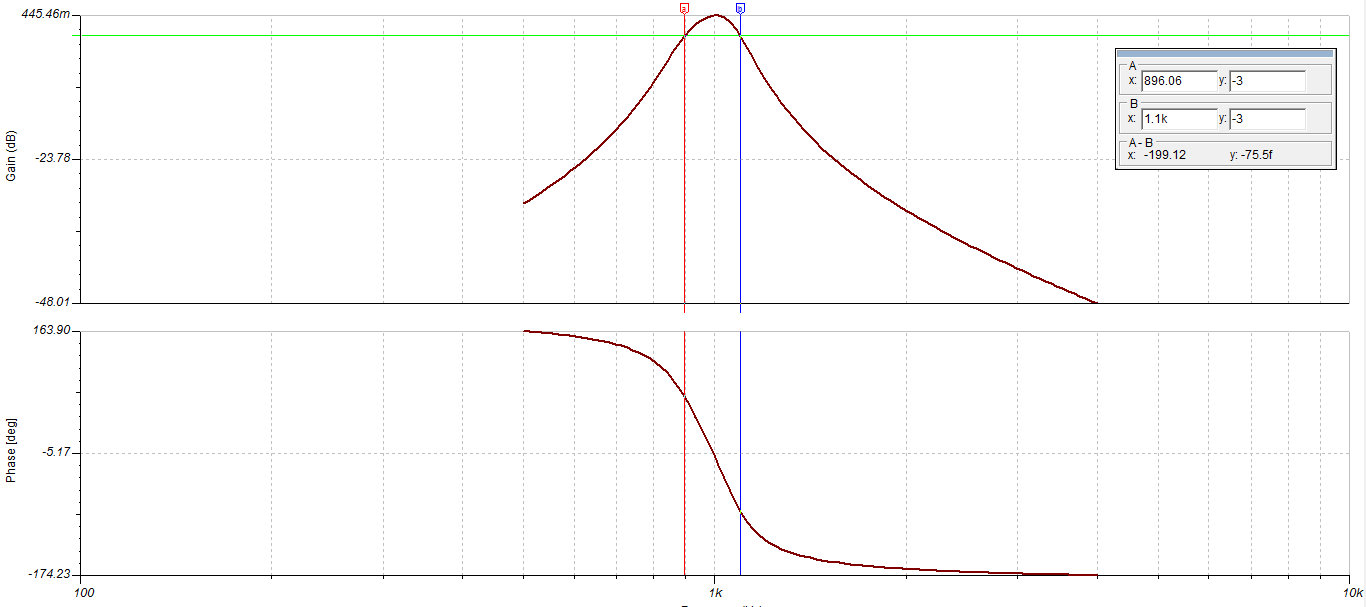 445.46m
a
b
A
x: 896.06 y: -3
B
x: 1.1k y: -3
A - B
x: -199.12 y: -75.5f
Gain (dB)
-23.78
-48.01
163.90
Phase [deg]
-5.17
-174.23
100 1k 10k